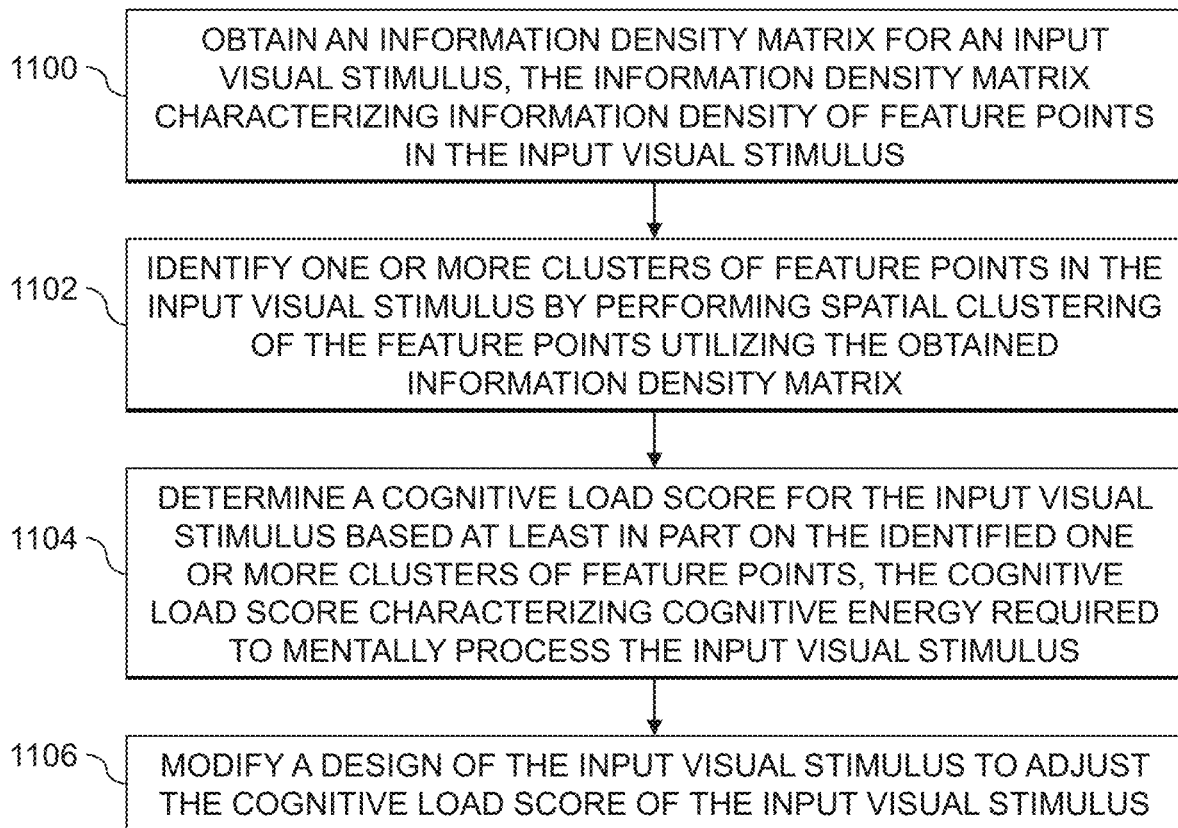 1100
OBTAIN AN INFORMATION DENSITY MATRIX FOR AN INPUT
VISUAL STIMULUS, THE INFORMATION DENSITY MATRIX
CHARACTERIZING INFORMATION DENSITY OF FEATURE POINTS
IN THE INPUT VISUAL STIMULUS
1102
IDENTIFY ONE OR MORE CLUSTERS OF FEATURE POINTS IN THE
INPUT VISUAL STIMULUS BY PERFORMING SPATIAL CLUSTERING
OF THE FEATURE POINTS UTILIZING THE OBTAINED
INFORMATION DENSITY MATRIX
1104
DETERMINE A COGNITIVE LOAD SCORE FOR THE INPUT VISUAL
STIMULUS BASED AT LEAST IN PART ON THE IDENTIFIED ONE
OR MORE CLUSTERS OF FEATURE POINTS, THE COGNITIVE
LOAD SCORE CHARACTERIZING COGNITIVE ENERGY REQUIRED
TO MENTALLY PROCESS THE INPUT VISUAL STIMULUS
1106
MODIFY A DESIGN OF THE INPUT VISUAL STIMULUS TO ADJUST
THE COGNITIVE LOAD SCORE OF THE INPUT VISUAL STIMULUS